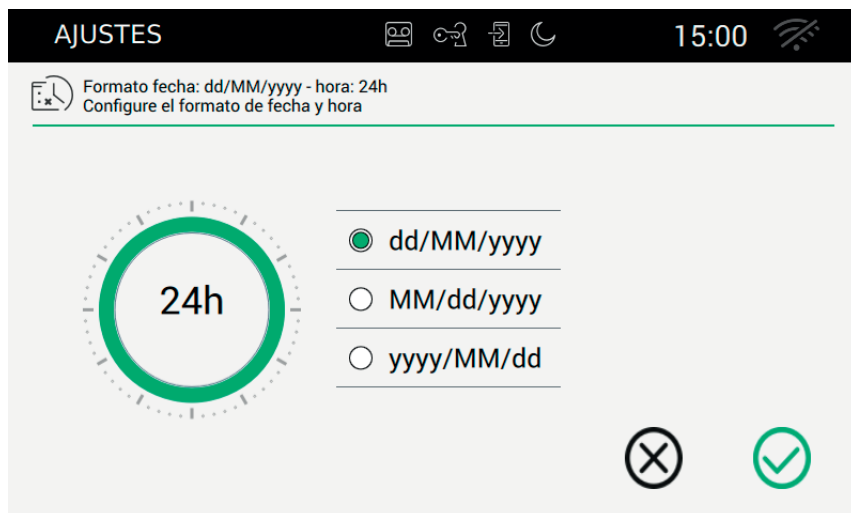 AJUSTES
15:00
Formato fecha: dd/MM/yyyy - hora: 24h
Configure el formato de fecha y hora
24h
dd/MM/yyyy
MM/dd/yyyy
yyyy/MM/dd